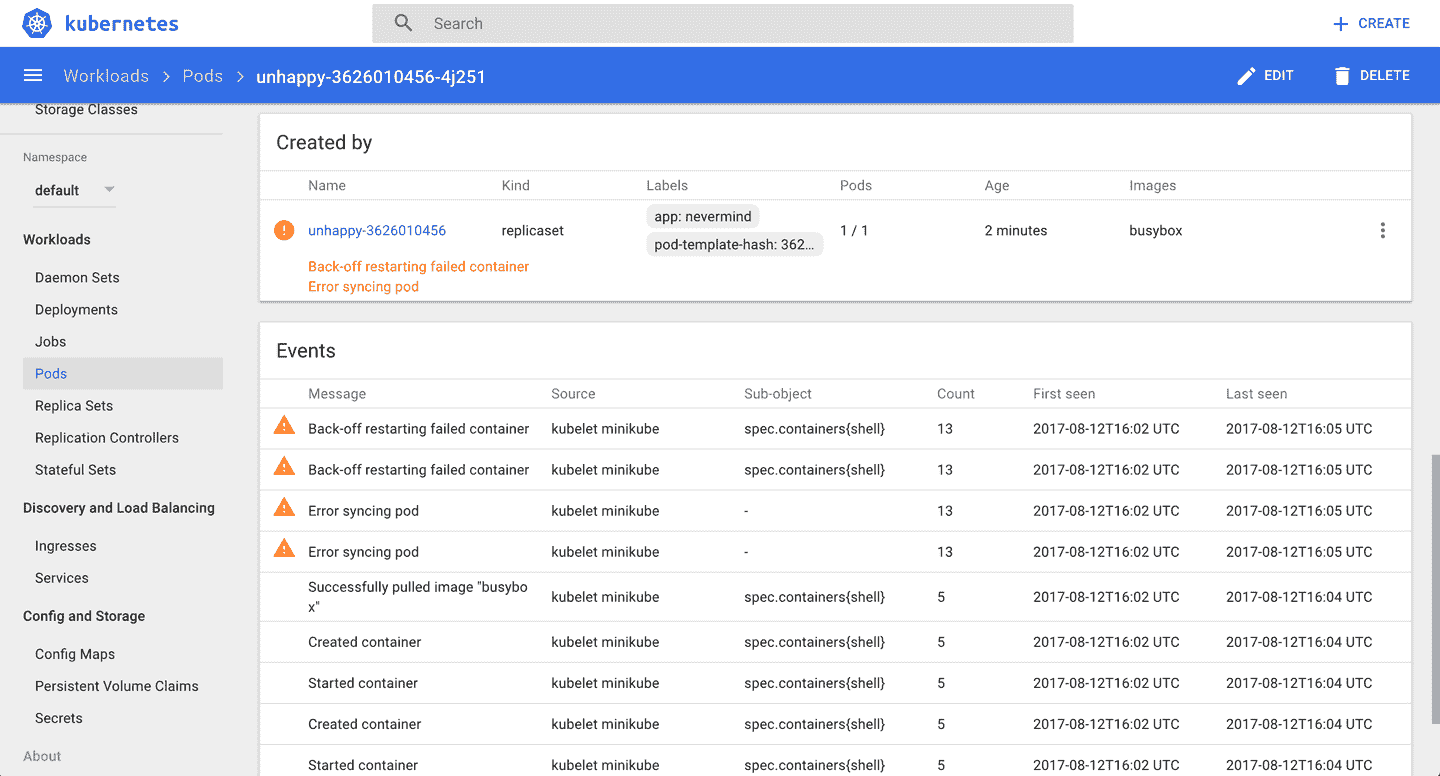 kubernetes
Search
CREATE
Workloads > Pods > unhappy-3626010456-4j251
EDIT
DELETE
Storage Classes
Namespace
default
Workloads
Daemon Sets
Deployments
Jobs
Pods
Replica Sets
Replication Controllers
Stateful Sets
Discovery and Load Balancing
Ingresses
Services
Config and Storage
Config Maps
Persistent Volume Claims
Secrets
About
Created by
Name Kind Labels Pods Age Images
unhappy-3626010456 replicaset app: nevermind 1 / 1 2 minutes busybox
pod-template-hash: 362…
Back-off restarting failed container
Error syncing pod
Events
Message Source Sub-object Count First seen Last seen
Back-off restarting failed container kubelet minikube spec.containers{shell} 13 2017-08-12T16:02 UTC 2017-08-12T16:05 UTC
Back-off restarting failed container kubelet minikube spec.containers{shell} 13 2017-08-12T16:02 UTC 2017-08-12T16:05 UTC
Error syncing pod kubelet minikube - 13 2017-08-12T16:02 UTC 2017-08-12T16:05 UTC
Error syncing pod kubelet minikube - 13 2017-08-12T16:02 UTC 2017-08-12T16:05 UTC
Successfully pulled image "busybo
x" kubelet minikube spec.containers{shell} 5 2017-08-12T16:02 UTC 2017-08-12T16:04 UTC
Created container kubelet minikube spec.containers{shell} 5 2017-08-12T16:02 UTC 2017-08-12T16:04 UTC
Started container kubelet minikube spec.containers{shell} 5 2017-08-12T16:02 UTC 2017-08-12T16:04 UTC
Created container kubelet minikube spec.containers{shell} 5 2017-08-12T16:02 UTC 2017-08-12T16:04 UTC
Started container kubelet minikube spec.containers{shell} 5 2017-08-12T16:02 UTC 2017-08-12T16:04 UTC